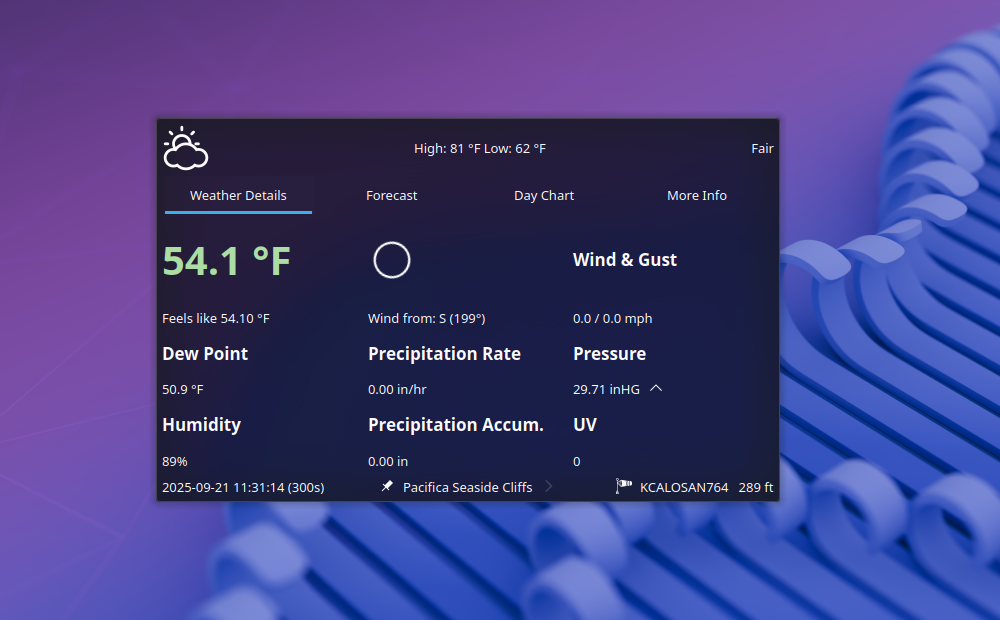 High: 81 °F Low: 62 °F Fair
Weather Details Forecast Day Chart More Info
54.1 °F Wind & Gust
Feels like 54.10 °F Wind from: S (199°) 0.0 / 0.0 mph
Dew Point Precipitation Rate Pressure
50.9 °F 0.00 in/hr 29.71 inHG
Humidity Precipitation Accum. UV
89% 0.00 in 0
2025-09-21 11:31:14 (300s) Pacifica Seaside Cliffs KCALOSAN764 289 ft